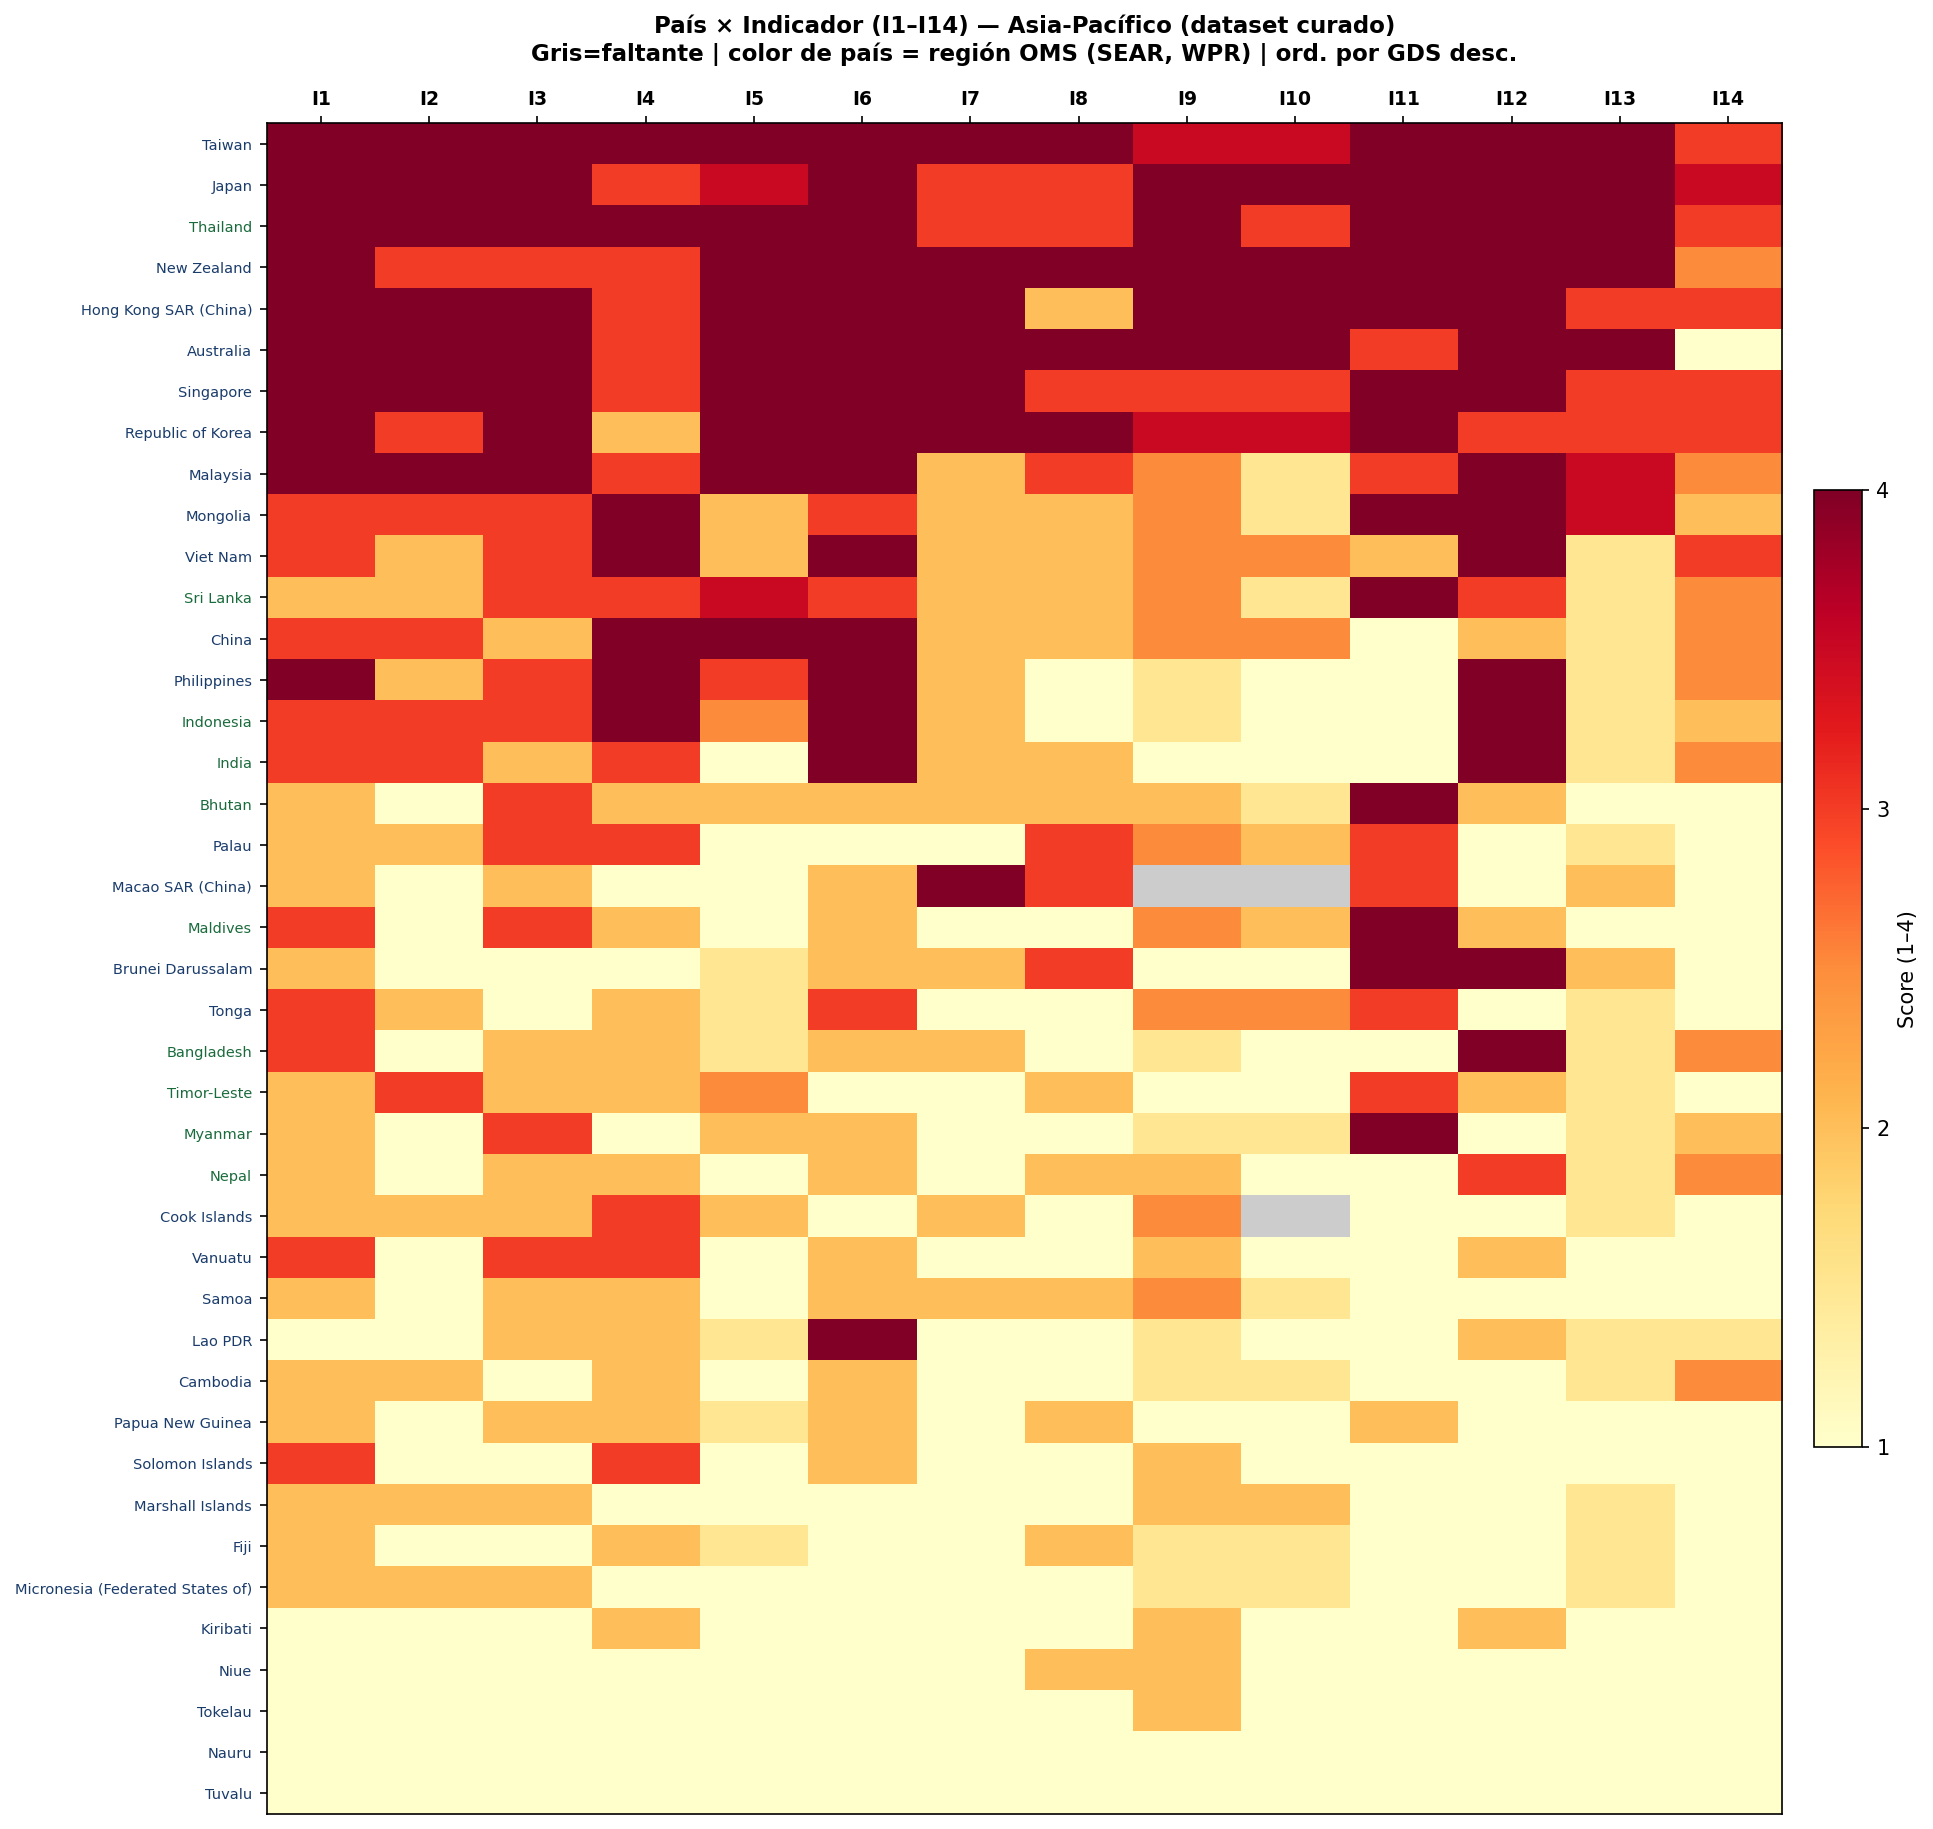 País × Indicador (I1–I14) — Asia-Pacífico (dataset curado)
Gris=faltante | color de país = región OMS (SEAR, WPR) | ord. por GDS desc.
I1 I2 I3 I4 I5 I6 I7 I8 I9 I10 I11 I12 I13 I14
Taiwan
Japan
Thailand
New Zealand
Hong Kong SAR (China)
Australia
Singapore
Republic of Korea
Malaysia
Mongolia
Viet Nam
Sri Lanka
China
Philippines
Indonesia
India
Bhutan
Palau
Macao SAR (China)
Maldives
Brunei Darussalam
Tonga
Bangladesh
Timor-Leste
Myanmar
Nepal
Cook Islands
Vanuatu
Samoa
Lao PDR
Cambodia
Papua New Guinea
Solomon Islands
Marshall Islands
Fiji
Micronesia (Federated States of)
Kiribati
Niue
Tokelau
Nauru
Tuvalu
4
3
2
1
Score (1–4)